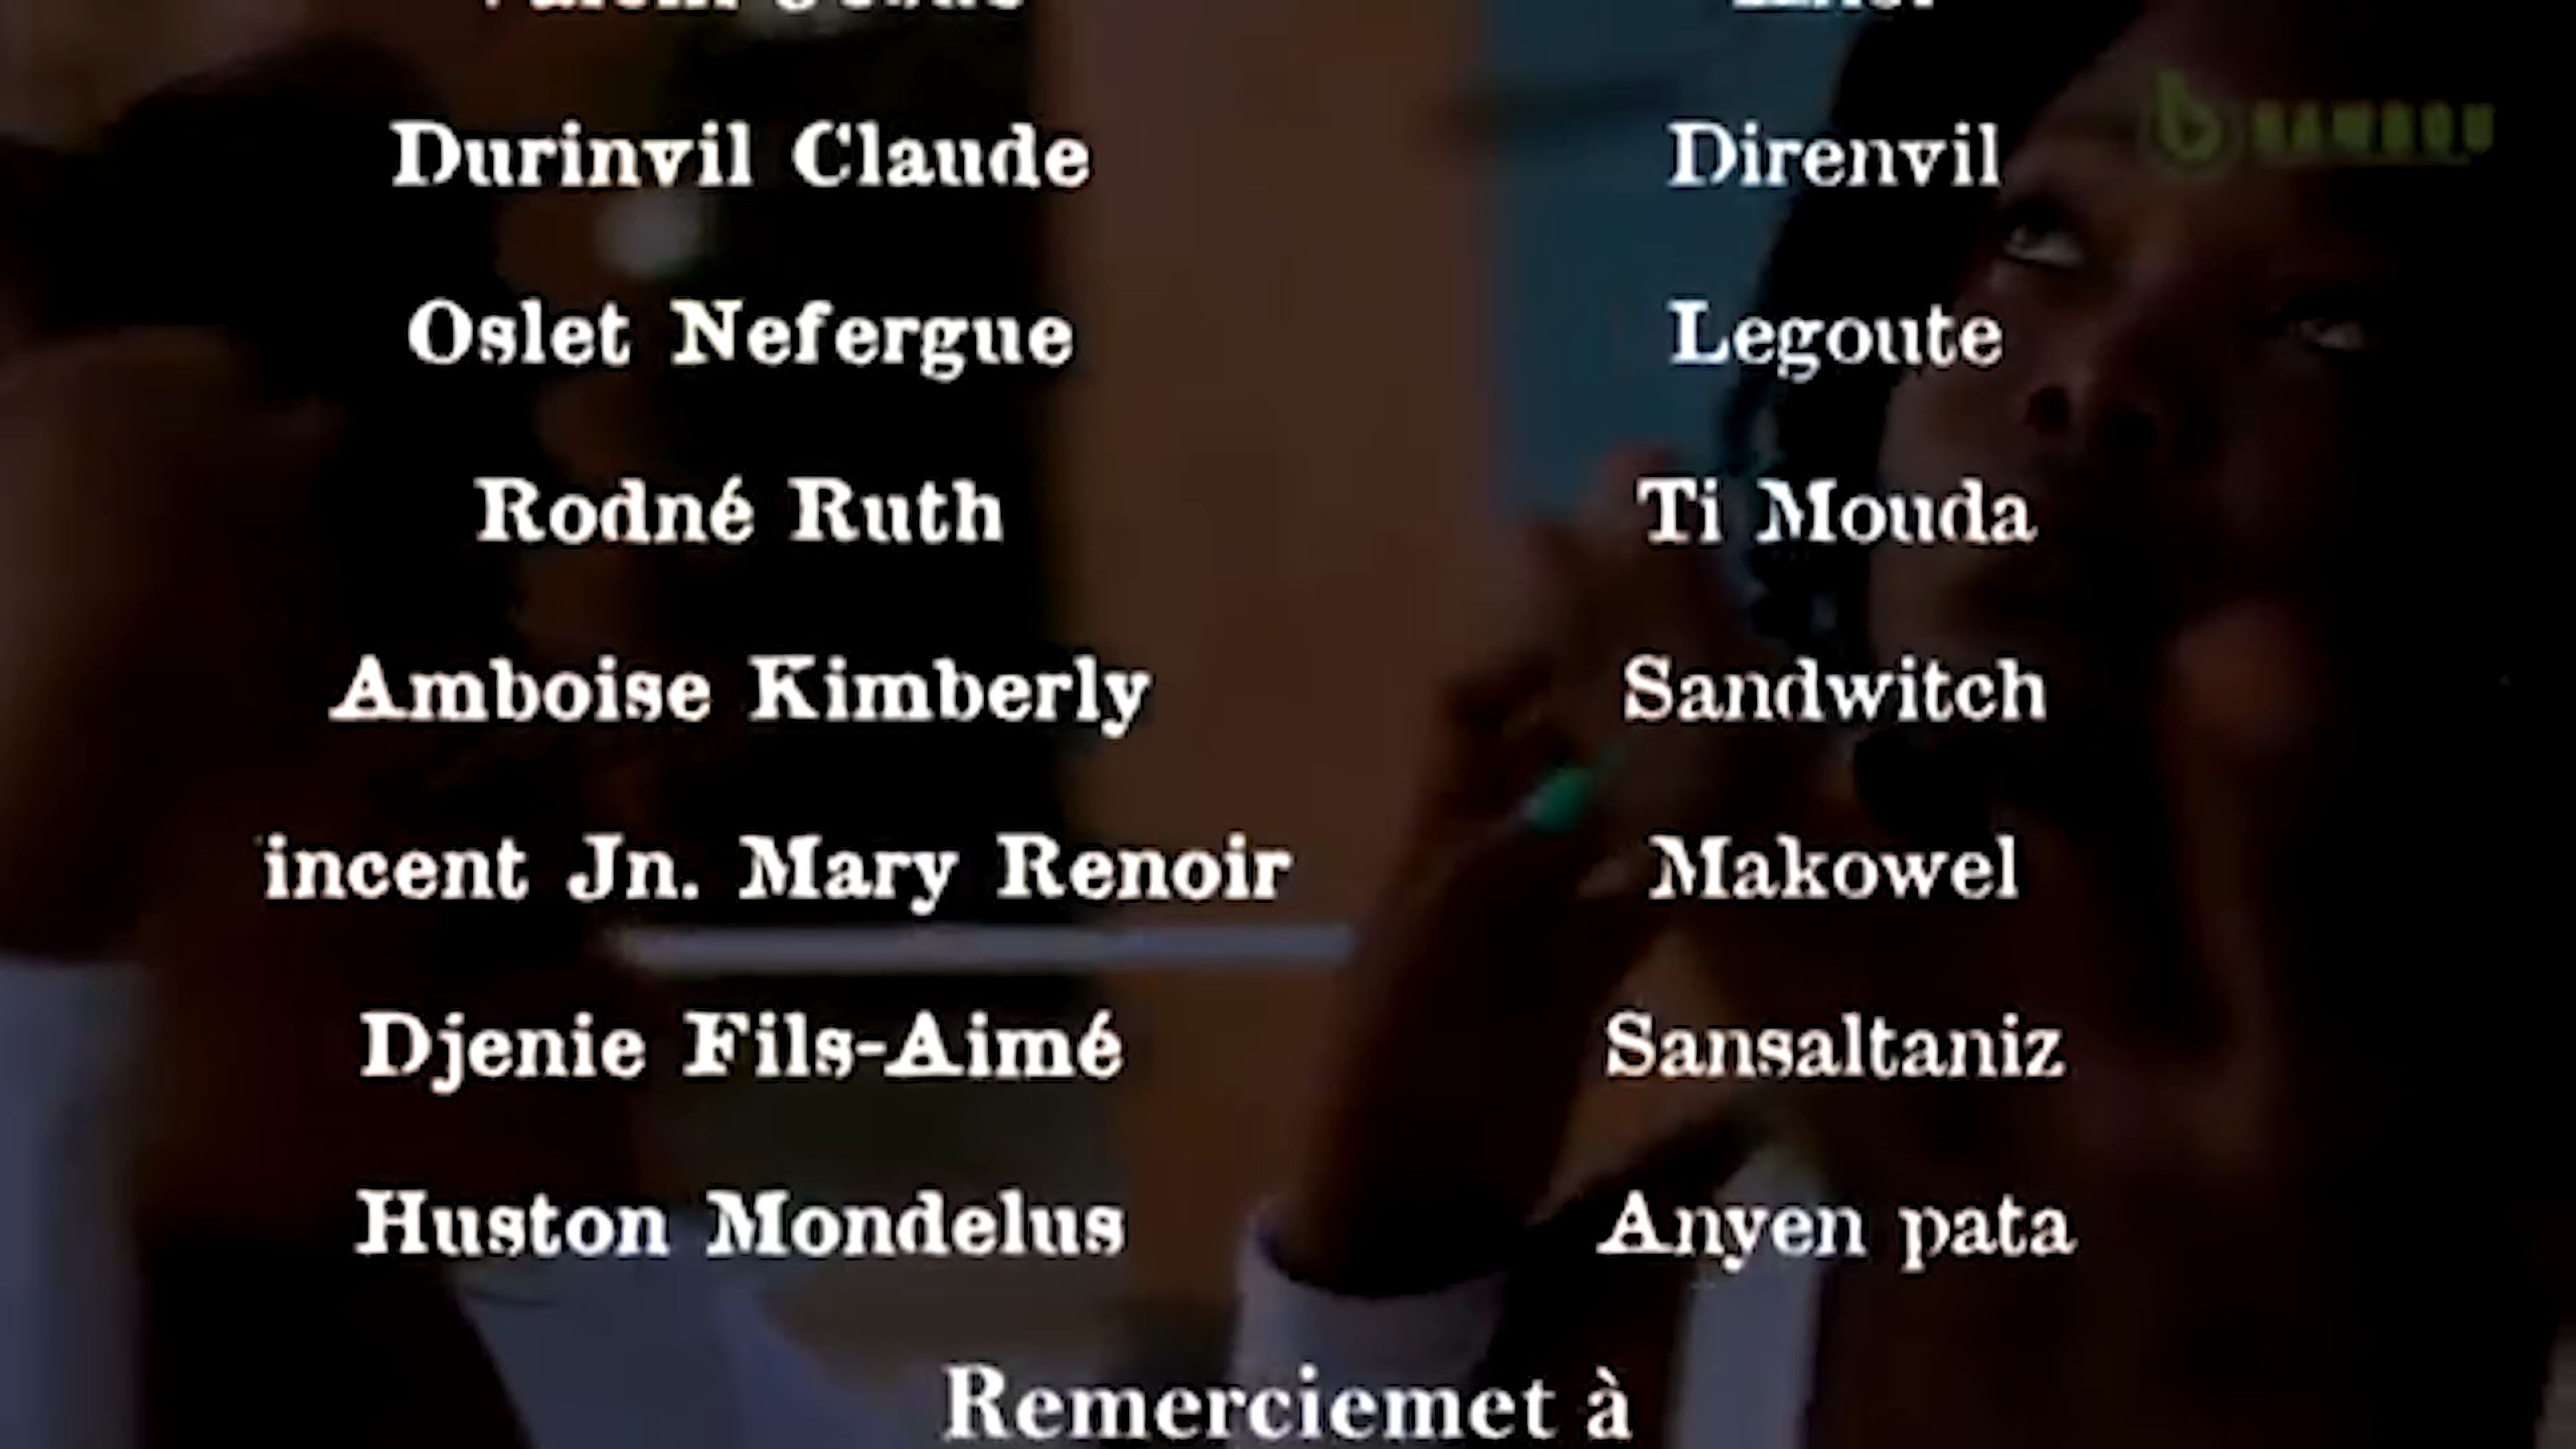 Durinvil Claude Direnvil
Oslet Nefergue Legoute
Rodné Ruth Ti Mouda
Amboise Kimberly Sandwitch
incent Jn. Mary Renoir Makowel
Djenie Fils-Aimé Sansaltaniz
Huston Mondelus Anyen pata
Remerciemet à
BAMBOU